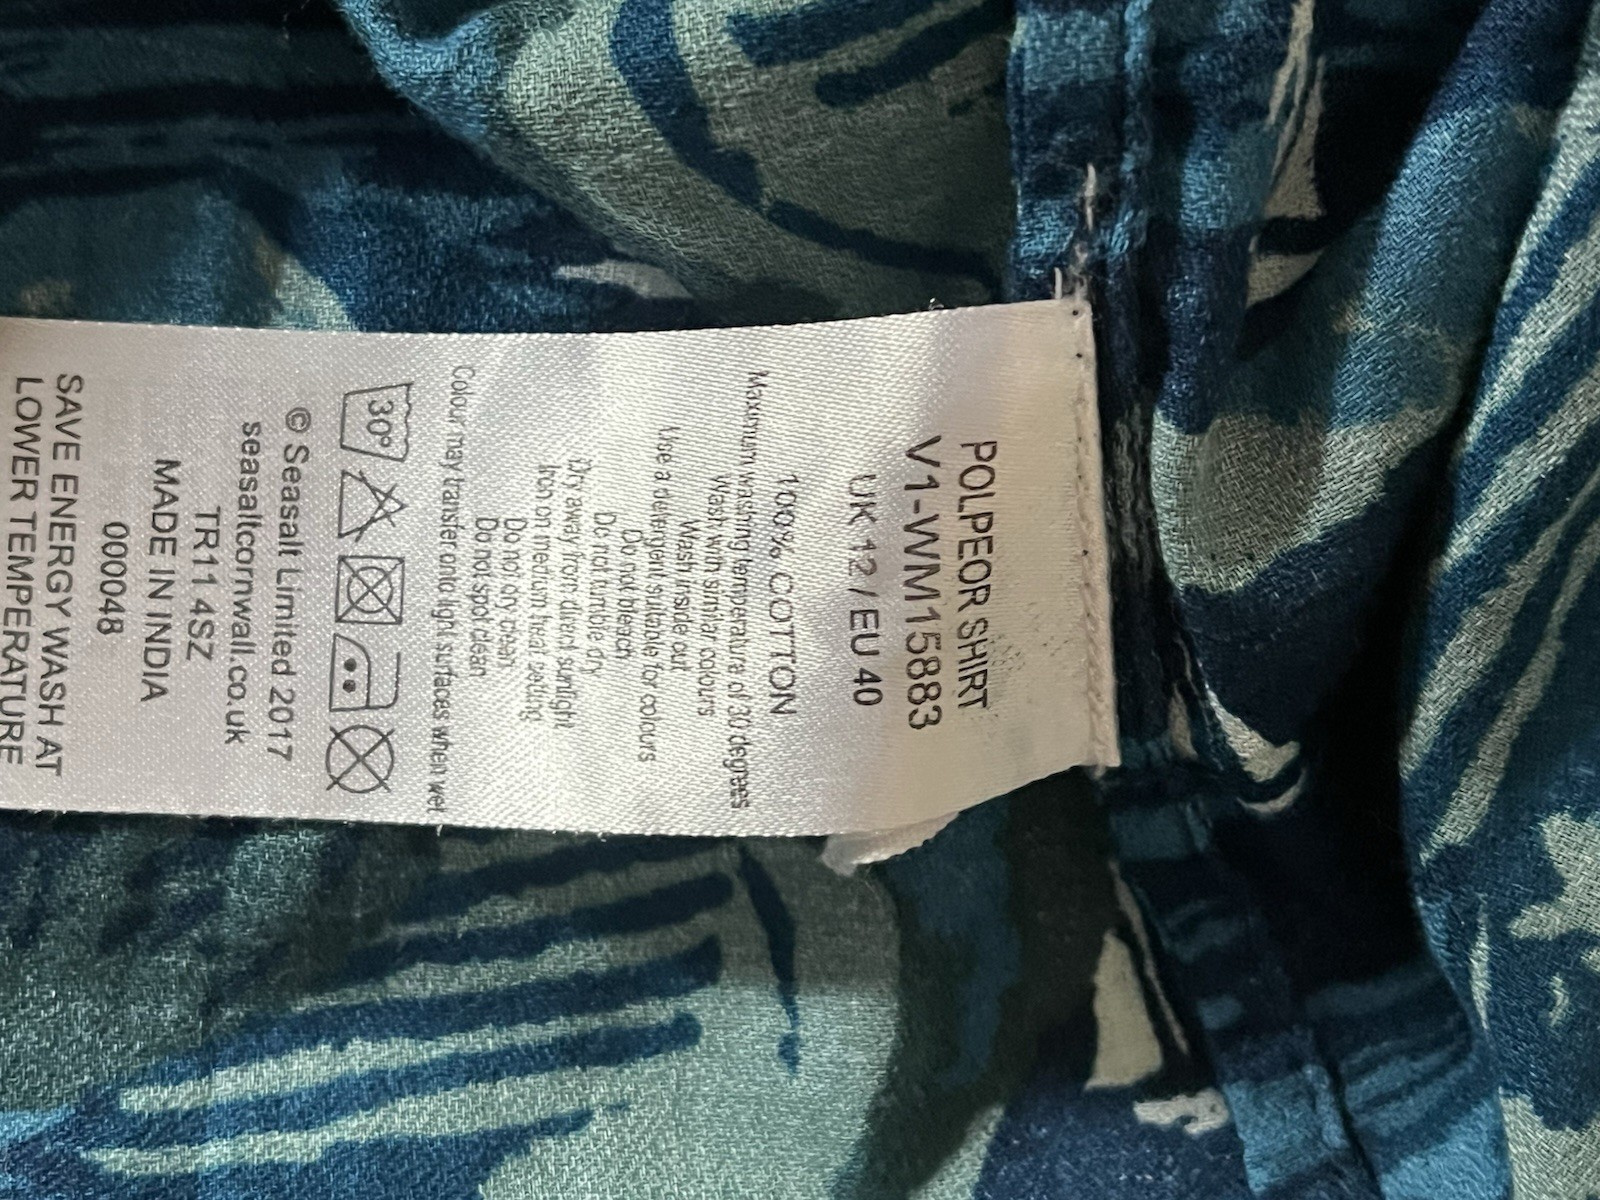 POLPEOR SHIRT
V1-WM15883
UK 12 / EU 40
100% COTTON
Maximum washing temperature of 30 degrees
Wash with similar colours
Wash inside out
Use a detergent suitable for colours
Do not bleach
Do not tumble dry
Dry away from direct sunlight
Iron on medium heat setting
Do not dry clean
Do not spot clean
Colour may transfer onto light surfaces when wet
30°
© Seasalt Limited 2017
seasaltcornwall.co.uk
TR11 4SZ
MADE IN INDIA
000048
SAVE ENERGY WASH AT
LOWER TEMPERATURE